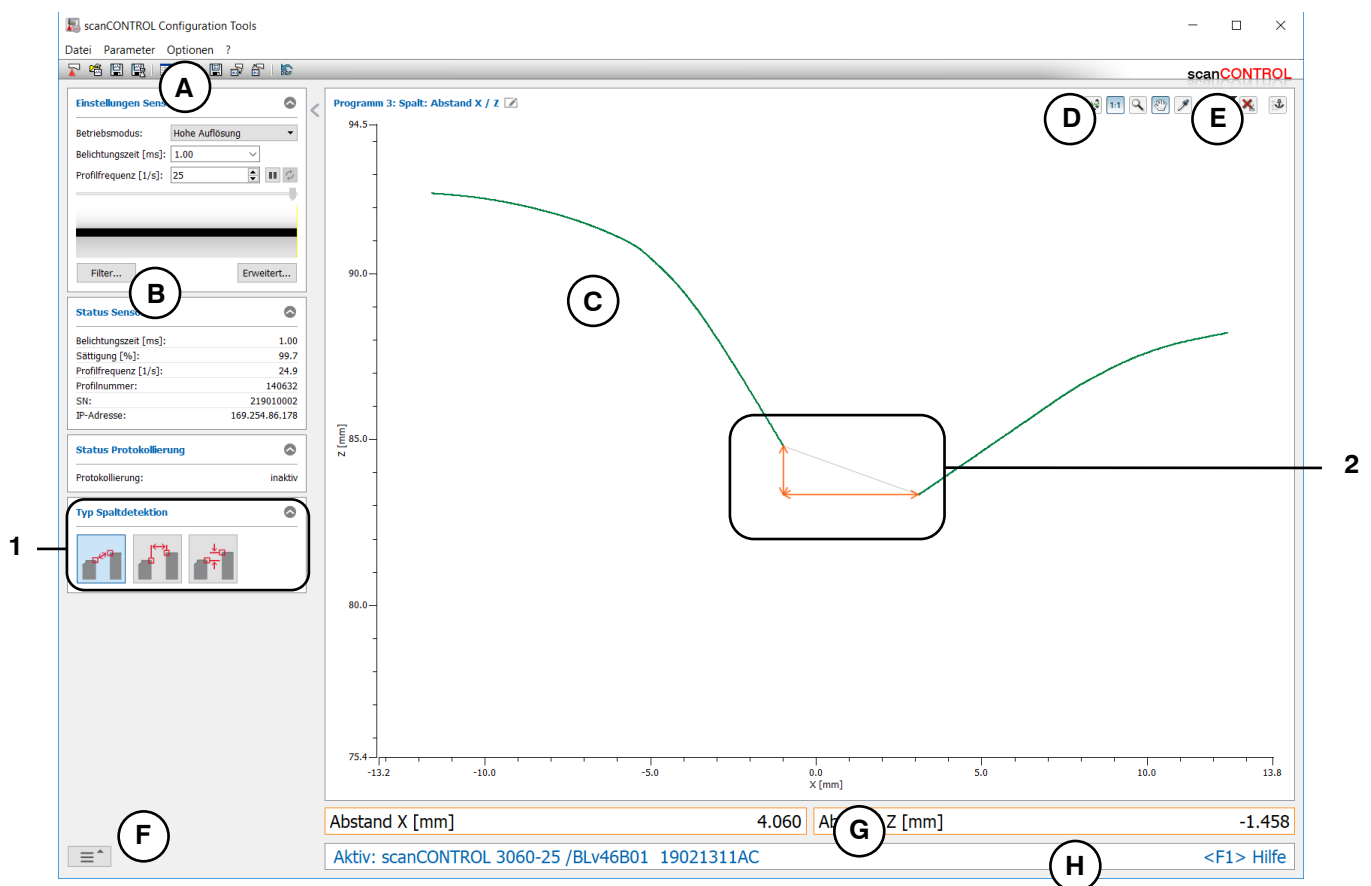 scanCONTROL Configuration Tools
Datei Parameter Optionen ?
scanCONTROL
A
Einstellungen Sens
Betriebsmodus: Hohe Auflösung
Belichtungszeit [ms]: 1.00
Profilfrequenz [1/s]: 25
Filter... Erweitert...
B
Status Senso
Belichtungszeit [ms]: 1.00
Sättigung [%]: 99.7
Profilfrequenz [1/s]: 24.9
Profilnummer: 140632
SN: 219010002
IP-Adresse: 169.254.86.178
Status Protokollierung
Protokollierung: inaktiv
Typ Spaltdetektion
1
F
Programm 3: Spalt: Abstand X / Z
1:1
D
E
C
2
94.5
90.0
85.0
80.0
75.4
Z [mm]
-13.2 -10.0 -5.0 0.0 5.0 10.0 13.8
X [mm]
Abstand X [mm] 4.060
Ab Z [mm] -1.458
G
Aktiv: scanCONTROL 3060-25 /BLv46B01 19021311AC
<F1> Hilfe
H